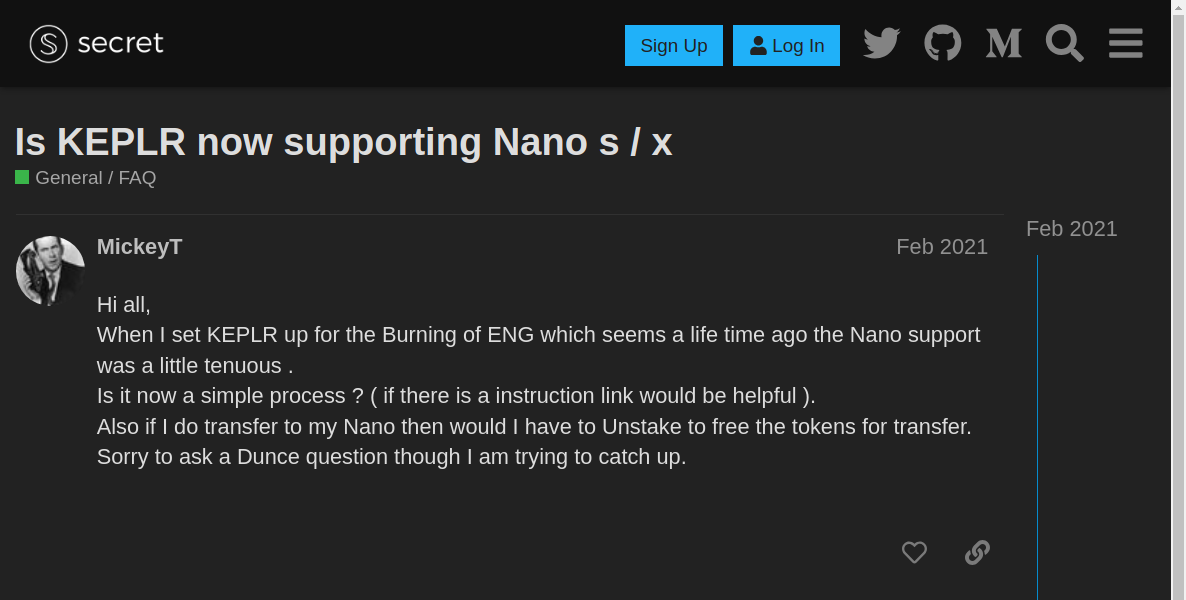 secret
Sign Up
Log In
Is KEPLR now supporting Nano s / x
General / FAQ
MickeyT
Feb 2021
Feb 2021
Hi all,
When I set KEPLR up for the Burning of ENG which seems a life time ago the Nano support
was a little tenuous .
Is it now a simple process ? ( if there is a instruction link would be helpful ).
Also if I do transfer to my Nano then would I have to Unstake to free the tokens for transfer.
Sorry to ask a Dunce question though I am trying to catch up.